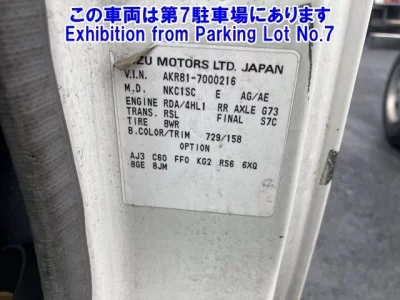 この車両は第7駐車場にあります
Exhibition from Parking Lot No.7
ZU MOTORS LTD. JAPAN
V.I.N. AKR81-7000216
M.D. NKC1SC E AG/AE
ENGINE RDA/4HL1 RR AXLE G73
TRANS. RSL FINAL S7C
TIRE BWR
B.COLOR/TRIM 729/158
OPTION
AJ3 C60 FF0 KG2 RS6 6XQ
8GE 8JM